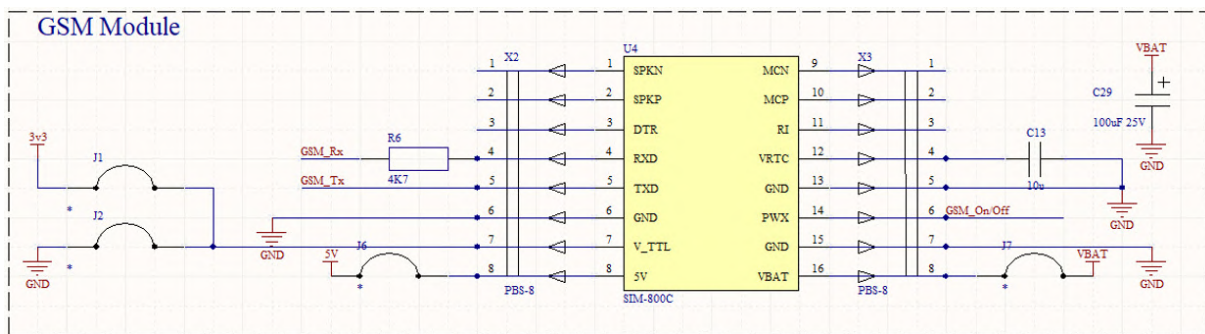 GSM Module
X2
U4
X3
VBAT
1 1 SPKN MCN 9 1
2 2 SPKP MCP 10 2
C29
3 3 DTR RI 11 3
100uF 25V
3v3
R6
C13
J1
GSM_Rx
4 4 RXD VRTC 12 4
GND
4K7
GSM_Tx
5 5 TXD GND 13 5
10u
*
J2
6 6 GND PWX 14 6 GSM_On/Off
GND
GND
5V
J6
7 7 V_TTL GND 15 7
J7
VBAT
GND
*
8 8 5V VBAT 16 8
*
PBS-8
SIM-800C
PBS-8
*
GND